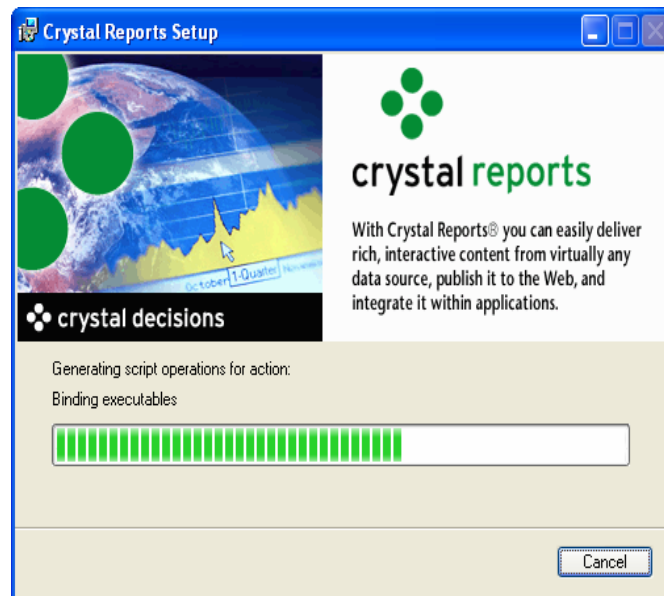 Crystal Reports Setup
October 1-Quarter
crystal decisions
crystal reports
With Crystal Reports® you can easily deliver
rich, interactive content from virtually any
data source, publish it to the Web, and
integrate it within applications.
Generating script operations for action:
Binding executables
Cancel